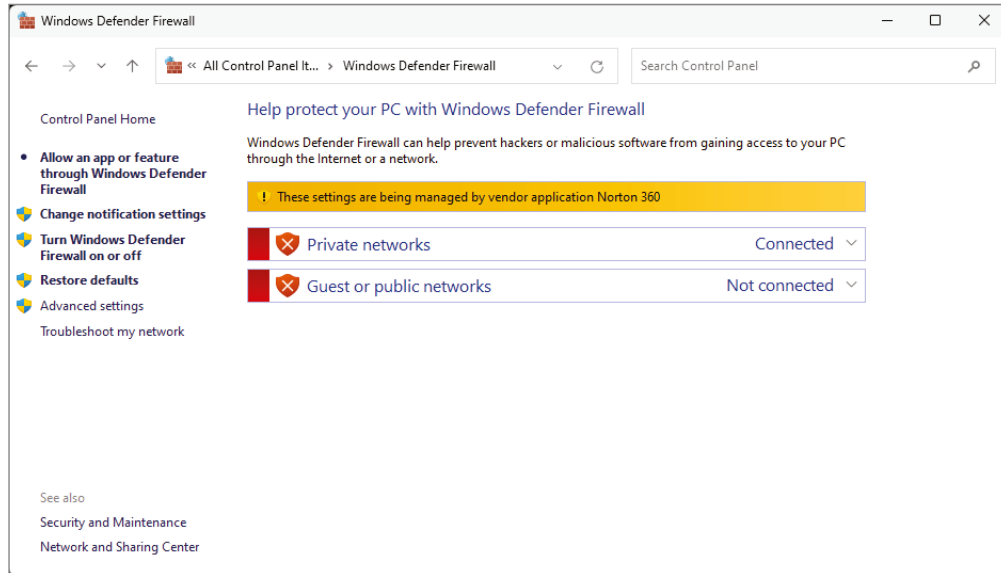 Windows Defender Firewall
« All Control Panel It... › Windows Defender Firewall
Search Control Panel
Control Panel Home
Allow an app or feature
through Windows Defender
Firewall
Change notification settings
Turn Windows Defender
Firewall on or off
Restore defaults
Advanced settings
Troubleshoot my network
See also
Security and Maintenance
Network and Sharing Center
Help protect your PC with Windows Defender Firewall
Windows Defender Firewall can help prevent hackers or malicious software from gaining access to your PC
through the Internet or a network.
These settings are being managed by vendor application Norton 360
Private networks Connected
Guest or public networks Not connected